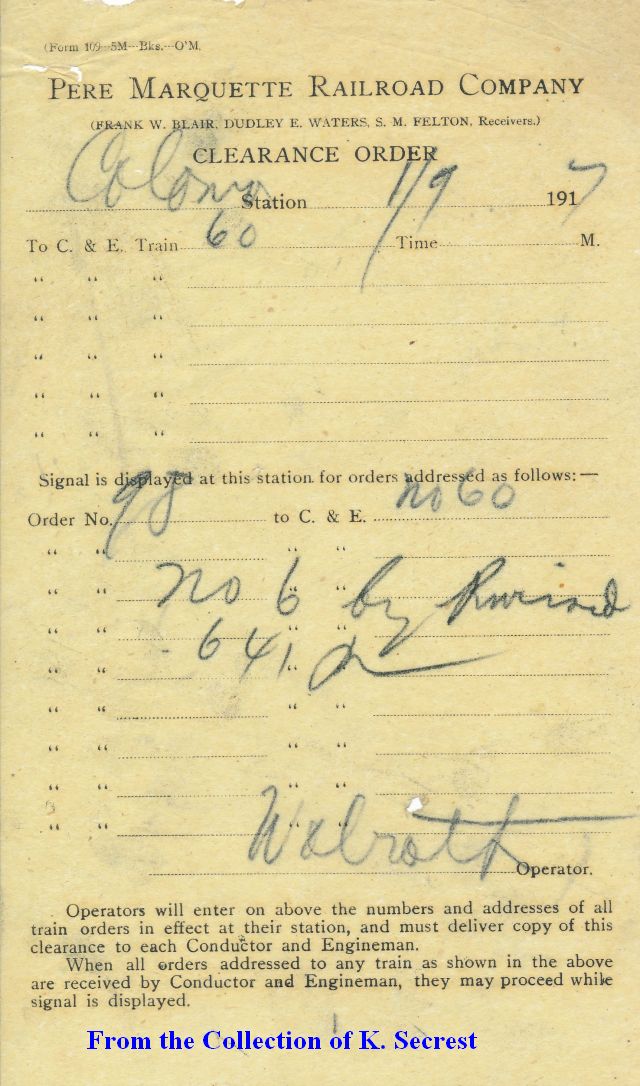 (Form 109--5M--Bks.--O'M.
PERE MARQUETTE RAILROAD COMPANY
(FRANK W. BLAIR, DUDLEY E. WATERS, S. M. FELTON, Receivers.)
CLEARANCE ORDER
Coloma Station 1/9 1917
To C. & E. Train 60 Time M.
" " "
" " "
" " "
" " "
" " "
Signal is displayed at this station for orders addressed as follows:—
Order No. 98 to C. & E. no 60
" " " "
" " no 6 " " by
" " 641 " "
" " " "
" " " "
" " " "
" " " "
" " " "
Walratt Operator.
Operators will enter on above the numbers and addresses of all
train orders in effect at their station, and must deliver copy of this
clearance to each Conductor and Engineman.
When all orders addressed to any train as shown in the above
are received by Conductor and Engineman, they may proceed while
signal is displayed.
From the Collection of K. Secrest